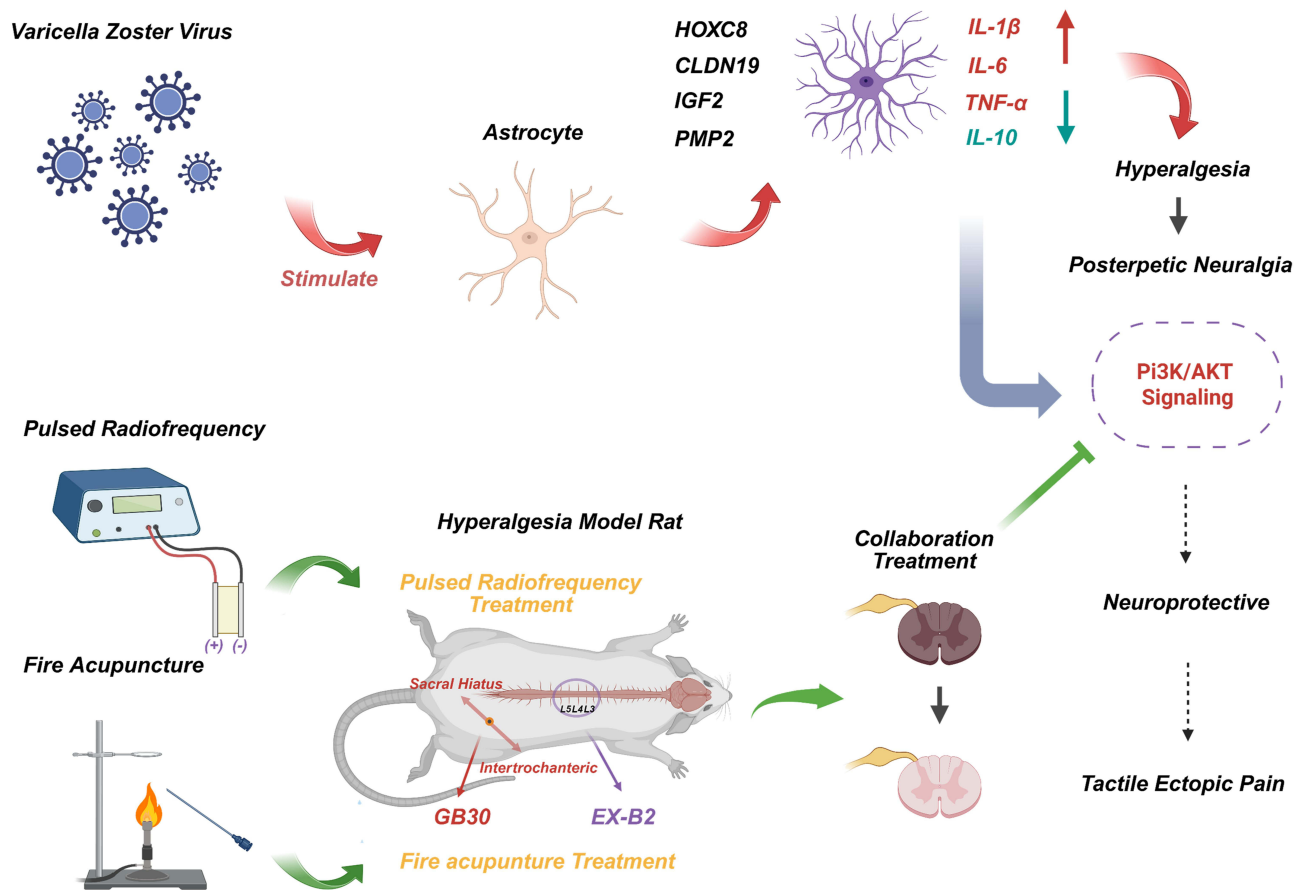 Varicella Zoster Virus
Stimulate
Astrocyte
HOXC8
CLDN19
IGF2
PMP2
IL-1β
IL-6
TNF-α
IL-10
Hyperalgesia
Posterpetic Neuralgia
Pi3K/AKT
Signaling
Pulsed Radiofrequency
(+) (-)
Fire Acupuncture
Hyperalgesia Model Rat
Pulsed Radiofrequency
Treatment
Sacral Hiatus
L5L4L3
Intertrochanteric
GB30
EX-B2
Fire acupunture Treatment
Collaboration
Treatment
Neuroprotective
Tactile Ectopic Pain